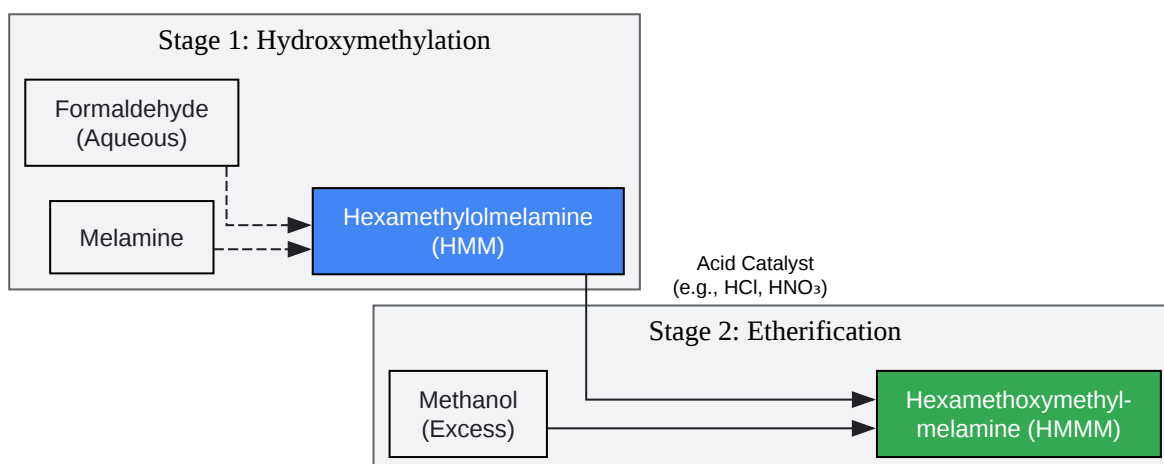 Stage 1: Hydroxymethylation
Formaldehyde
(Aqueous)
Melamine
Hexamethylolmelamine
(HMM)
Acid Catalyst
(e.g., HCl, HNO₃)
Stage 2: Etherification
Methanol
(Excess)
Hexamethoxymethyl-
melamine (HMMM)